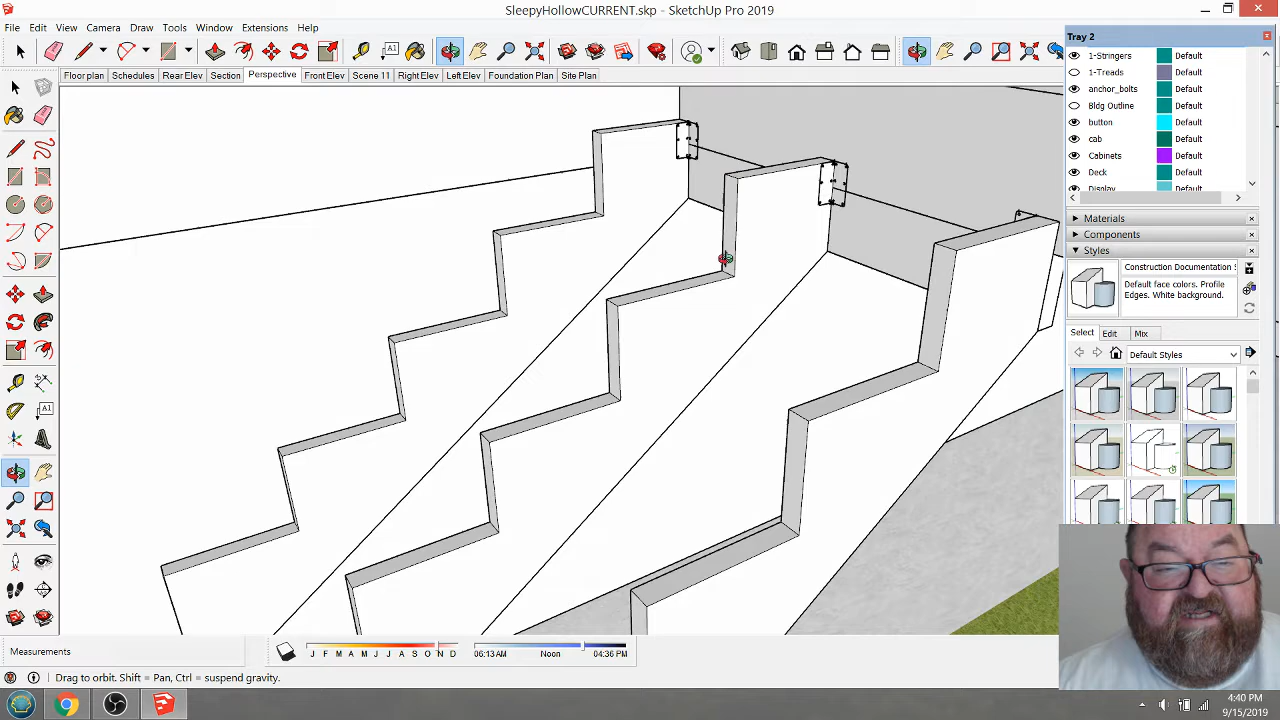 SleepyHollowCURRENT.skp - SketchUp Pro 2019
File Edit View Camera Draw Tools Window Extensions Help
A1
Floor plan Schedules Rear Elev Section Perspective Front Elev Scene 11 Right Elev Left Elev Foundation Plan Site Plan
Tray 2
1-Stringers Default
1-Treads Default
anchor_bolts Default
Bldg Outline Default
button Default
cab Default
Cabinets Default
Deck Default
Display Default
Materials
Components
Styles
Construction Documentation S
Default face colors. Profile
Edges. White background.
Select Edit Mix
Default Styles
A1
Measurements
J F M A M J J A S O N D
06:13 AM Noon 04:36 PM
Drag to orbit. Shift = Pan, Ctrl = suspend gravity.
4:40 PM
9/15/2019